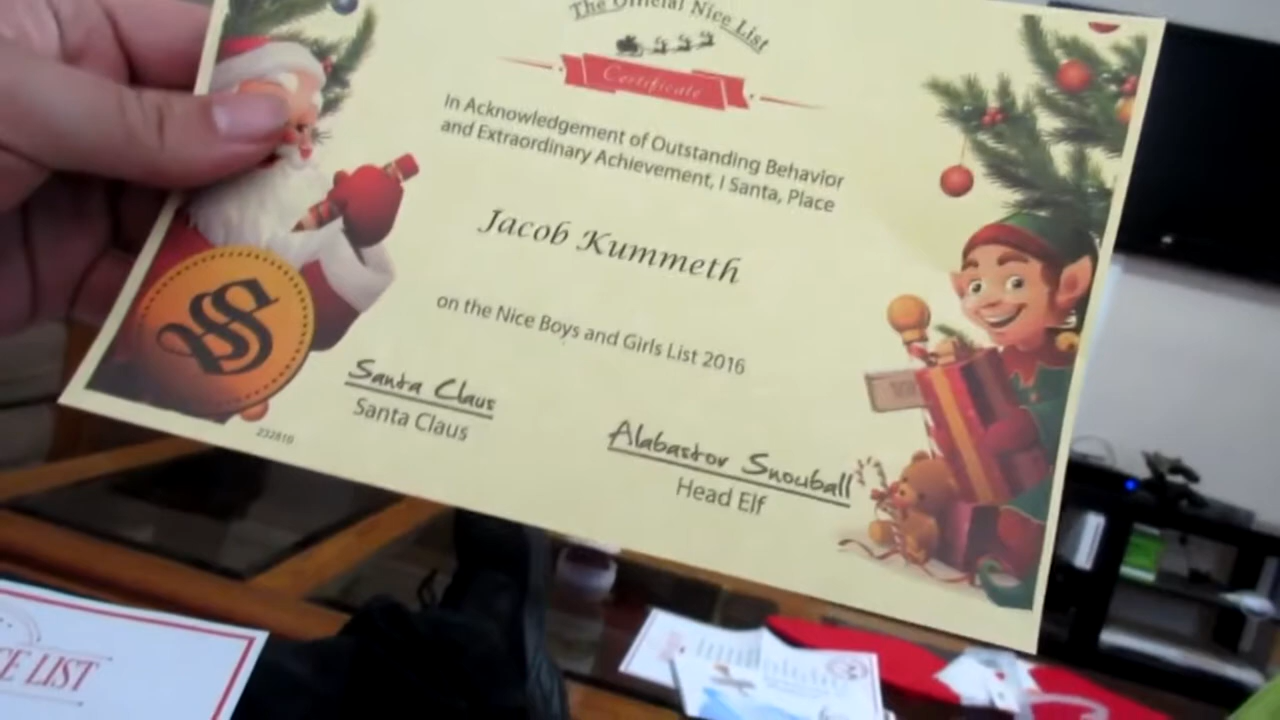 The Official Nice List
Certificate
In Acknowledgement of Outstanding Behavior
and Extraordinary Achievement, I Santa, Place
Jacob Kummeth
on the Nice Boys and Girls List 2016
Santa Claus
Santa Claus
Alabastor Snouball
Head Elf
232810
CE LIST